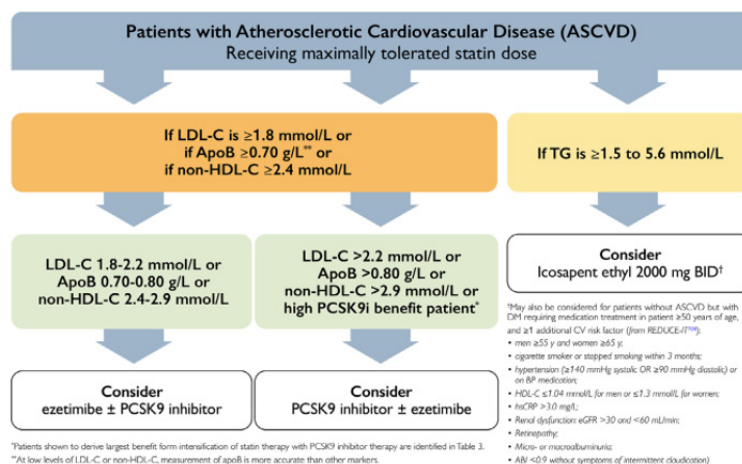 Patients with Atherosclerotic Cardiovascular Disease (ASCVD)
Receiving maximally tolerated statin dose
If LDL-C is ≥1.8 mmol/L or
if ApoB ≥0.70 g/L** or
if non-HDL-C ≥2.4 mmol/L
If TG is ≥1.5 to 5.6 mmol/L
LDL-C 1.8-2.2 mmol/L or
ApoB 0.70-0.80 g/L or
non-HDL-C 2.4-2.9 mmol/L
LDL-C >2.2 mmol/L or
ApoB >0.80 g/L or
non-HDL-C >2.9 mmol/L or
high PCSK9i benefit patient*
Consider
Icosapent ethyl 2000 mg BID†
Consider
ezetimibe ± PCSK9 inhibitor
Consider
PCSK9 inhibitor ± ezetimibe
May also be considered for patients without ASCVD but with
DM requiring medication treatment in patient ≥50 years of age,
and ≥1 additional CV risk factor (from REDUCE-IT):
• men ≥55 y and women ≥65 y;
• cigarette smoker or stopped smoking within 3 months;
• hypertension (≥140 mmHg systolic OR ≥90 mmHg diastolic) or
on BP medication;
• HDL-C ≤1.04 mmol/L for men or ≤1.3 mmol/L for women;
• hsCRP >3.0 mg/L;
• Renal dysfunction: eGFR >30 and <60 mL/min;
• Retinopathy;
• Micro- or macroalbuminuria;
• ABI <0.9 without symptoms of intermittent claudication)
*Patients shown to derive largest benefit form intensification of statin therapy with PCSK9 inhibitor therapy are identified in Table 3.
**At low levels of LDL-C or non-HDL-C, measurement of apoB is more accurate than other markers.